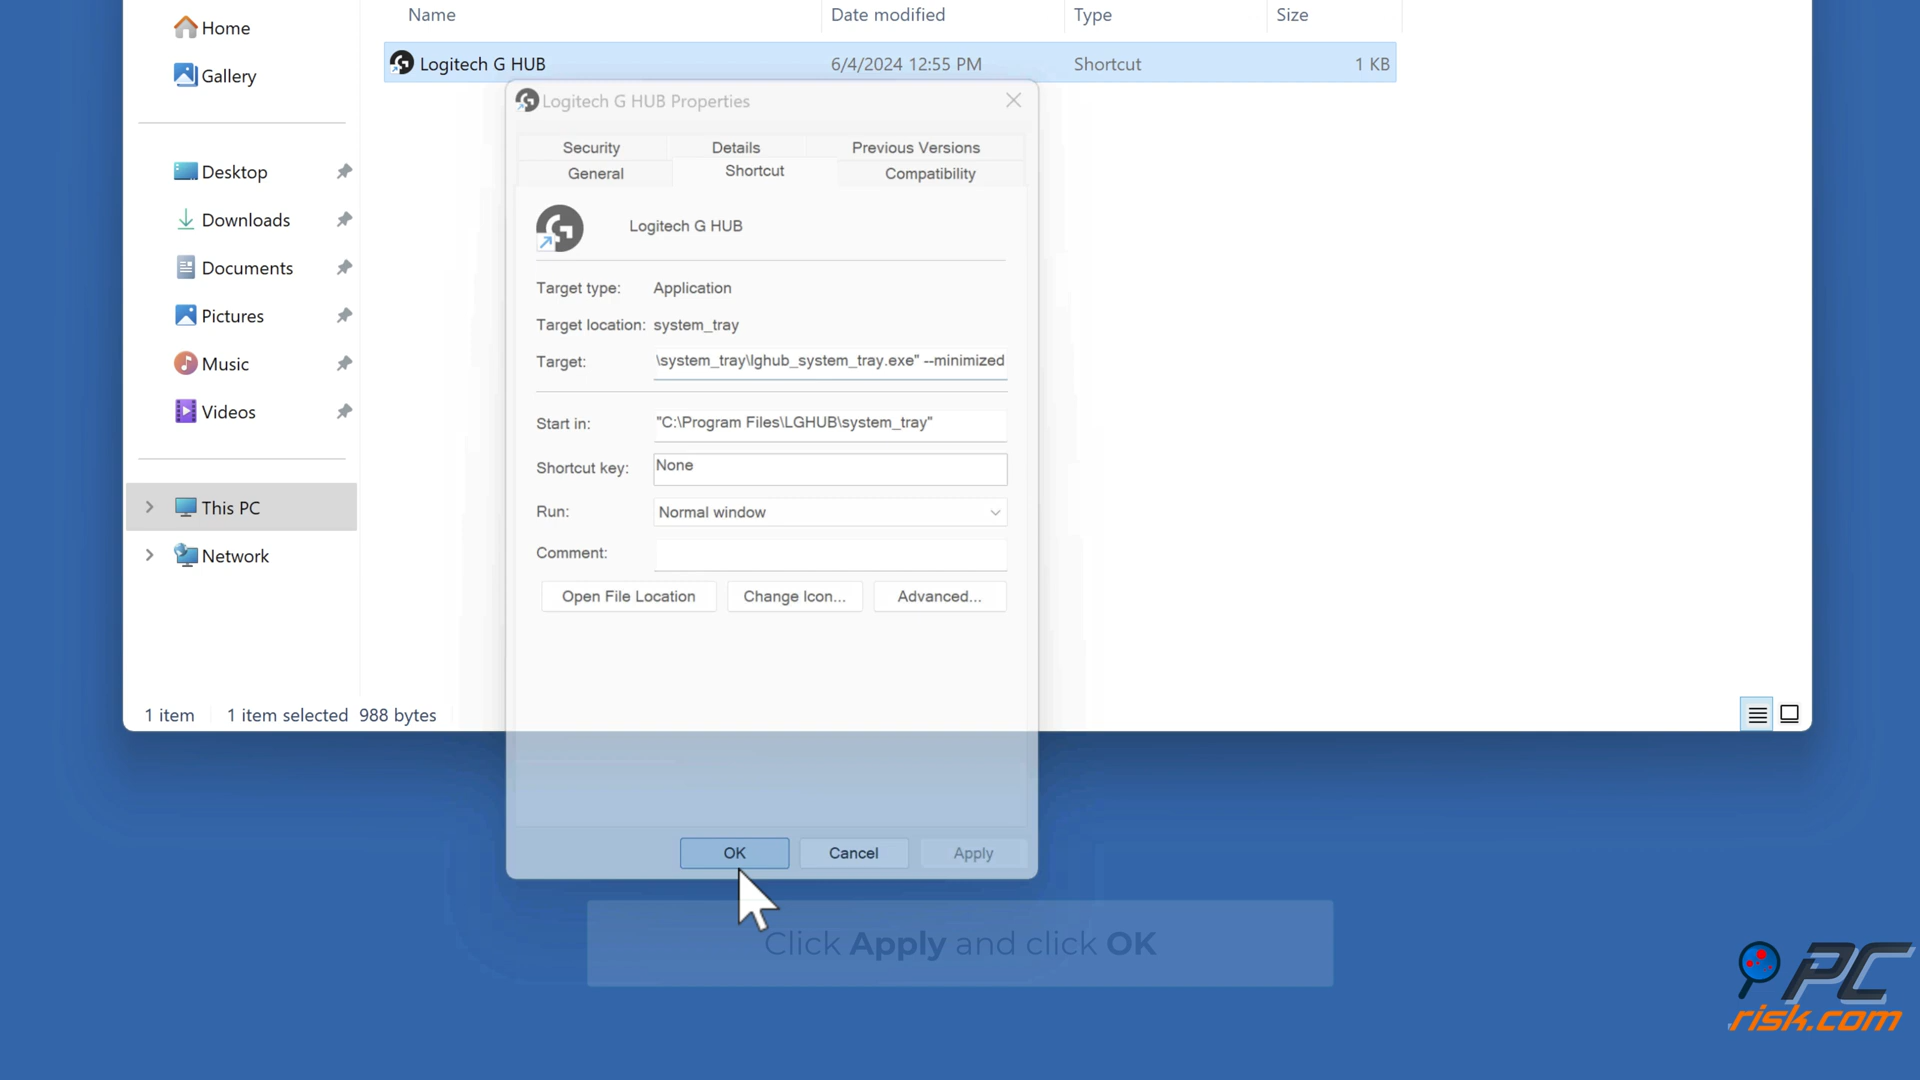 Name Date modified Type Size
Home
Gallery
Logitech G HUB 6/4/2024 12:55 PM Shortcut 1 KB
Desktop
Downloads
Documents
Pictures
Music
Videos
This PC
Network
1 item 1 item selected 988 bytes
Logitech G HUB Properties
Security Details Previous Versions
General Shortcut Compatibility
Logitech G HUB
Target type: Application
Target location: system_tray
Target: \system_tray\lghub_system_tray.exe" --minimized
Start in: "C:\Program Files\LGHUB\system_tray"
Shortcut key: None
Run: Normal window
Comment:
Open File Location Change Icon... Advanced...
OK Cancel Apply
Click Apply and click OK
PC
risk.com